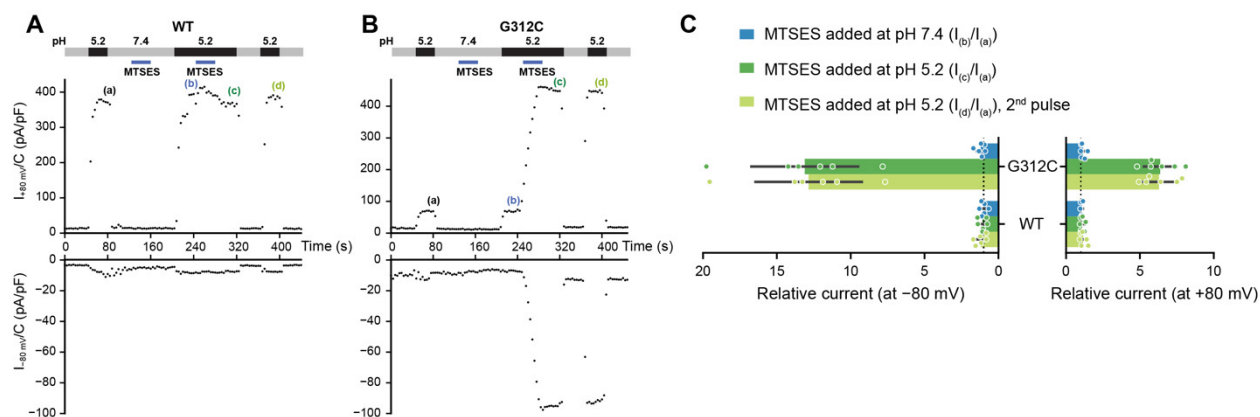 A
WT
pH 5.2 7.4 5.2 5.2
MTSES MTSES
(a) (b) (c) (d)
I+80 mV/C (pA/pF)
400
300
200
100
0
0 80 160 240 320 400 Time (s)
I−80 mV/C (pA/pF)
0
−20
−40
−60
−80
−100
B
G312C
pH 5.2 7.4 5.2 5.2
MTSES MTSES
(a) (b) (c) (d)
400
300
200
100
0
0 80 160 240 320 400 Time (s)
0
−20
−40
−60
−80
−100
C
MTSES added at pH 7.4 (I(b)/I(a))
MTSES added at pH 5.2 (I(c)/I(a))
MTSES added at pH 5.2 (I(d)/I(a)), 2nd pulse
G312C
WT
20 15 10 5 0
Relative current (at −80 mV)
0 5 10
Relative current (at +80 mV)